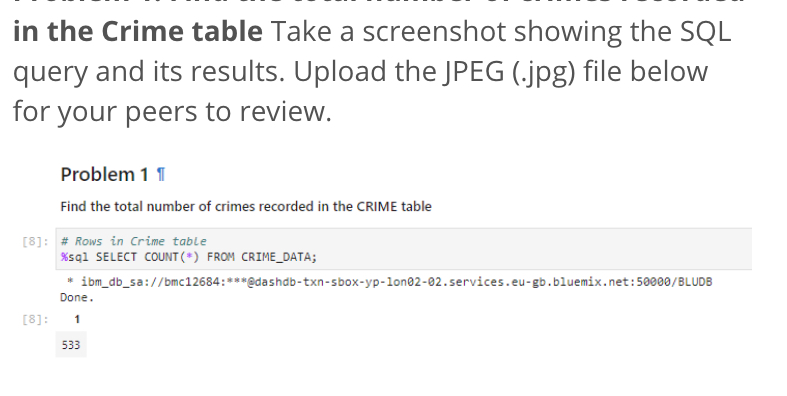 in the Crime table Take a screenshot showing the SQL
query and its results. Upload the JPEG (.jpg) file below
for your peers to review.
Problem 1 ¶
Find the total number of crimes recorded in the CRIME table
[8]: # Rows in Crime table
%sql SELECT COUNT(*) FROM CRIME_DATA;
* ibm_db_sa://bmc12684:***@dashdb-txn-sbox-yp-lon02-02.services.eu-gb.bluemix.net:50000/BLUDB
Done.
[8]: 1
533